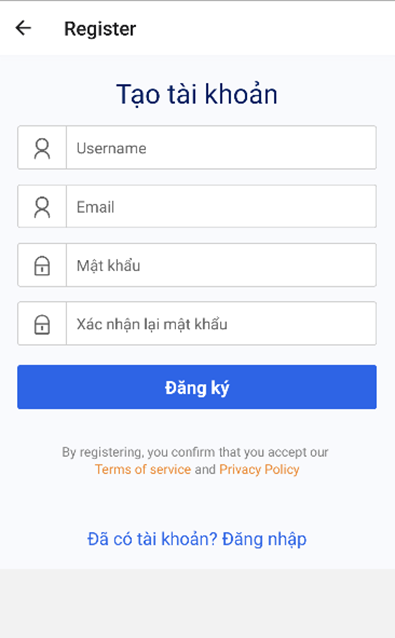 Register
Tạo tài khoản
Username
Email
Mật khẩu
Xác nhận lại mật khẩu
Đăng ký
By registering, you confirm that you accept our
Terms of service and Privacy Policy
Đã có tài khoản? Đăng nhập